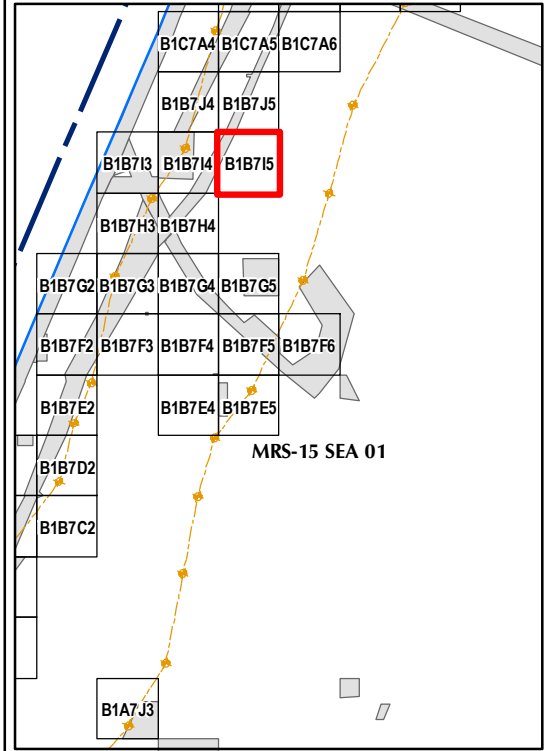 B1C7A4 B1C7A5 B1C7A6
B1B7J4 B1B7J5
B1B7I3 B1B7I4 B1B7I5
B1B7H3 B1B7H4
B1B7G2 B1B7G3 B1B7G4 B1B7G5
B1B7F2 B1B7F3 B1B7F4 B1B7F5 B1B7F6
B1B7E2 B1B7E4 B1B7E5
MRS-15 SEA 01
B1B7D2
B1B7C2
B1A7J3